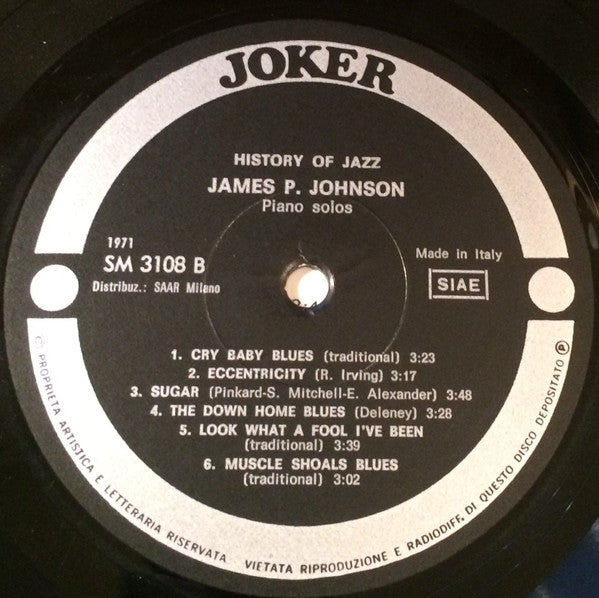 JOKER
HISTORY OF JAZZ
JAMES P. JOHNSON
Piano solos
1971
SM 3108 B
Distribuz.: SAAR Milano
Made in Italy
SIAE
1. CRY BABY BLUES (traditional) 3:23
2. ECCENTRICITY (R. Irving) 3:17
3. SUGAR (Pinkard-S. Mitchell-E. Alexander) 3:48
4. THE DOWN HOME BLUES (Deleney) 3:28
5. LOOK WHAT A FOOL I'VE BEEN
(traditional) 3:39
6. MUSCLE SHOALS BLUES
(traditional) 3:02
Ⓒ PROPRIETA ARTISTICA E LETTERARIA RISERVATA VIETATA RIPRODUZIONE E RADIODIFF. DI QUESTO DISCO DEPOSITATO Ⓟ